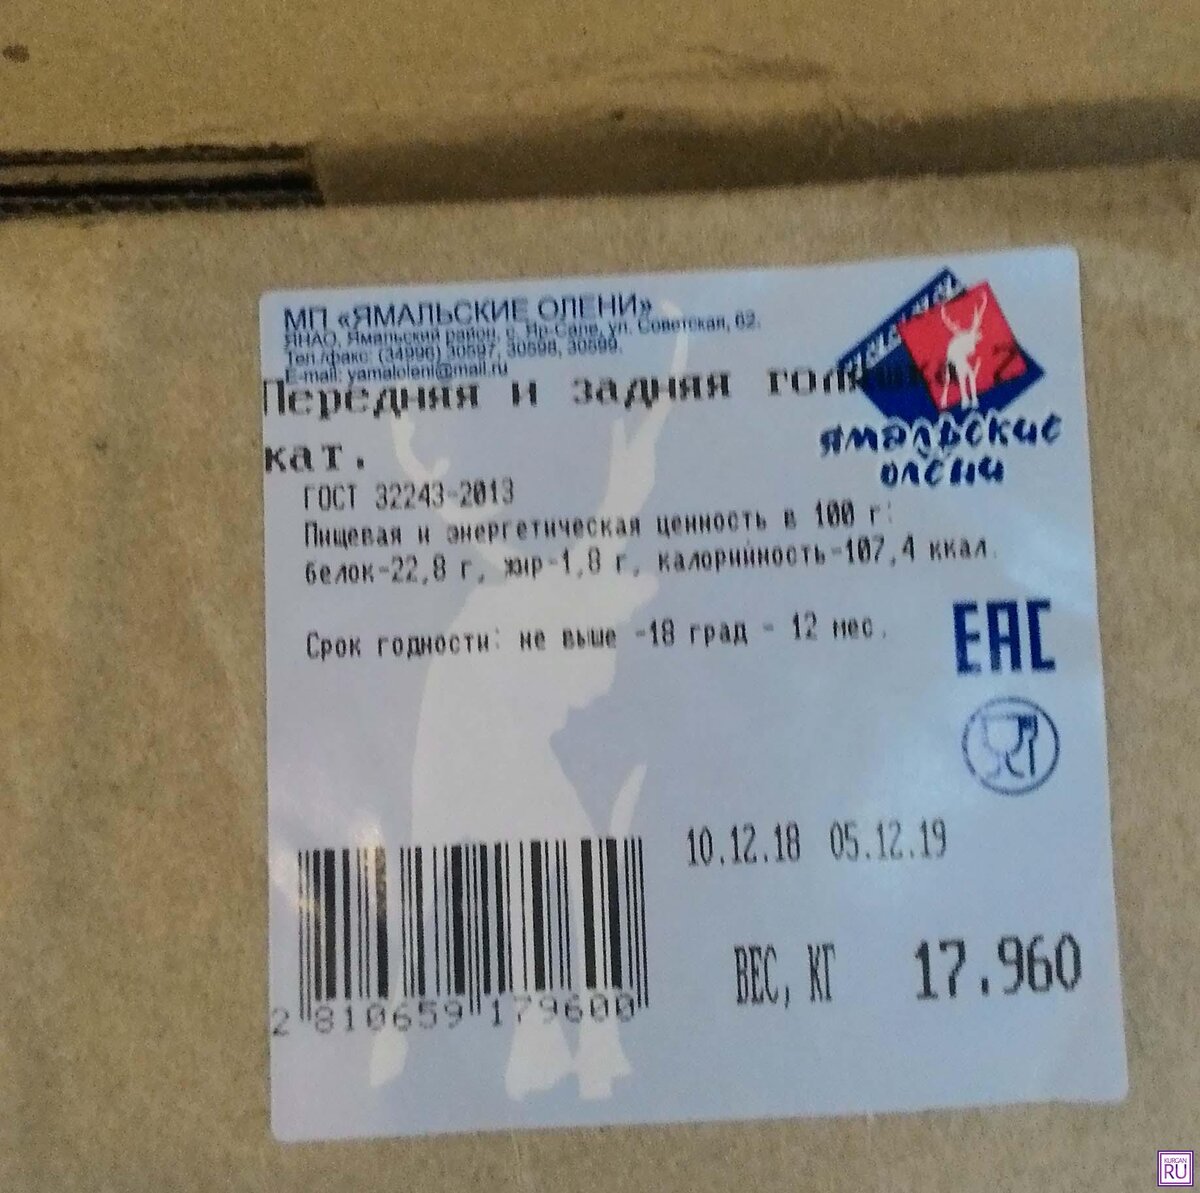 МП «ЯМАЛЬСКИЕ ОЛЕНИ»
ЯНАО, Ямальский район, с. Яр-Сале, ул. Советская, 62.
Тел./факс: (34996) 30597, 30598, 30599.
E-mail: yamaloleni@mail.ru
Передняя и задняя голяшка 2
кат.
ямальские
олени
ГОСТ 32243-2013
Пищевая и энергетическая ценность в 100 г:
белок-22,8 г, жир-1,8 г, калорийность-107,4 ккал.
Срок годности: не выше -18 град - 12 мес.
ЕАС
10.12.18 05.12.19
ВЕС, КГ 17.960
2 810659 179600
KURGAN
RU